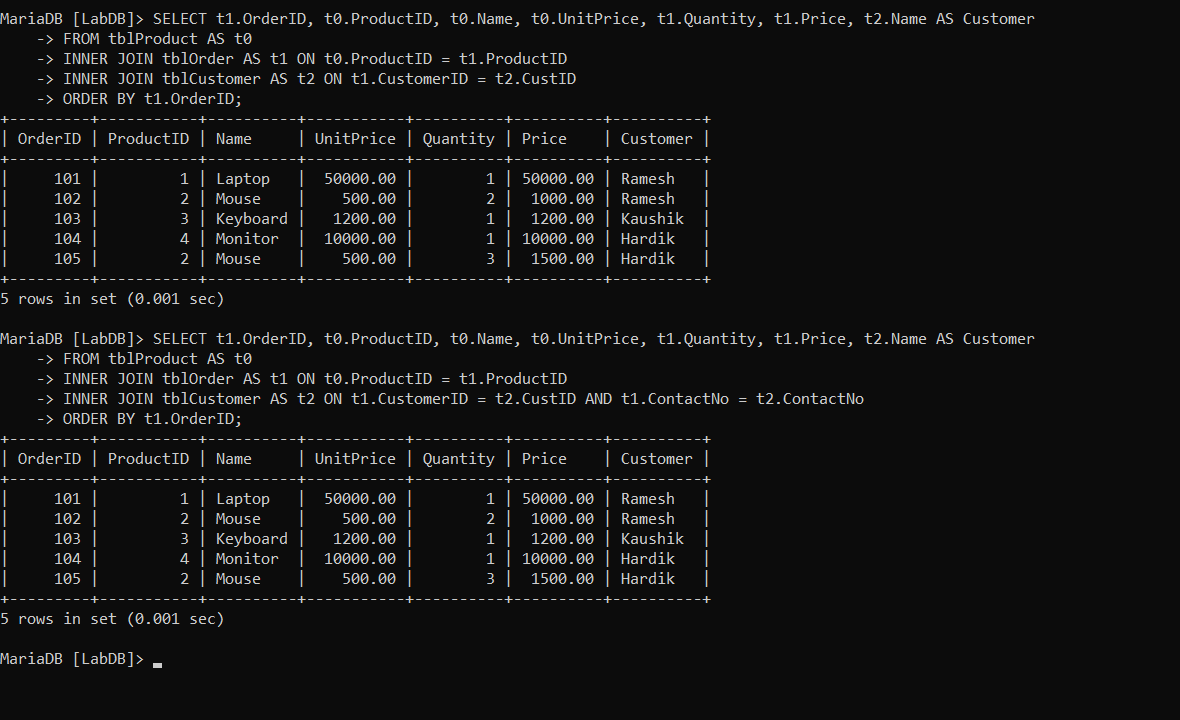 MariaDB [LabDB]> SELECT t1.OrderID, t0.ProductID, t0.Name, t0.UnitPrice, t1.Quantity, t1.Price, t2.Name AS Customer
    -> FROM tblProduct AS t0
    -> INNER JOIN tblOrder AS t1 ON t0.ProductID = t1.ProductID
    -> INNER JOIN tblCustomer AS t2 ON t1.CustomerID = t2.CustID
    -> ORDER BY t1.OrderID;
+---------+-----------+----------+-----------+----------+----------+----------+
| OrderID | ProductID | Name     | UnitPrice | Quantity | Price    | Customer |
+---------+-----------+----------+-----------+----------+----------+----------+
|     101 |         1 | Laptop   |  50000.00 |        1 | 50000.00 | Ramesh   |
|     102 |         2 | Mouse    |    500.00 |        2 |  1000.00 | Ramesh   |
|     103 |         3 | Keyboard |   1200.00 |        1 |  1200.00 | Kaushik  |
|     104 |         4 | Monitor  |  10000.00 |        1 | 10000.00 | Hardik   |
|     105 |         2 | Mouse    |    500.00 |        3 |  1500.00 | Hardik   |
+---------+-----------+----------+-----------+----------+----------+----------+
5 rows in set (0.001 sec)

MariaDB [LabDB]> SELECT t1.OrderID, t0.ProductID, t0.Name, t0.UnitPrice, t1.Quantity, t1.Price, t2.Name AS Customer
    -> FROM tblProduct AS t0
    -> INNER JOIN tblOrder AS t1 ON t0.ProductID = t1.ProductID
    -> INNER JOIN tblCustomer AS t2 ON t1.CustomerID = t2.CustID AND t1.ContactNo = t2.ContactNo
    -> ORDER BY t1.OrderID;
+---------+-----------+----------+-----------+----------+----------+----------+
| OrderID | ProductID | Name     | UnitPrice | Quantity | Price    | Customer |
+---------+-----------+----------+-----------+----------+----------+----------+
|     101 |         1 | Laptop   |  50000.00 |        1 | 50000.00 | Ramesh   |
|     102 |         2 | Mouse    |    500.00 |        2 |  1000.00 | Ramesh   |
|     103 |         3 | Keyboard |   1200.00 |        1 |  1200.00 | Kaushik  |
|     104 |         4 | Monitor  |  10000.00 |        1 | 10000.00 | Hardik   |
|     105 |         2 | Mouse    |    500.00 |        3 |  1500.00 | Hardik   |
+---------+-----------+----------+-----------+----------+----------+----------+
5 rows in set (0.001 sec)

MariaDB [LabDB]> _